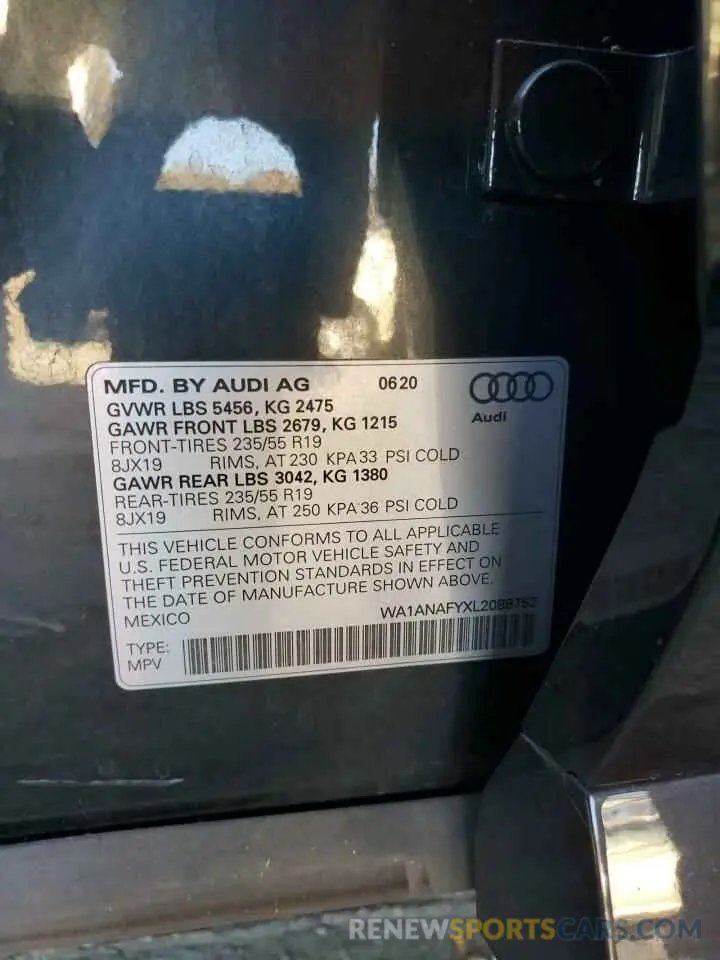 MFD. BY AUDI AG 0620
GVWR LBS 5456, KG 2475
GAWR FRONT LBS 2679, KG 1215
Audi
FRONT-TIRES 235/55 R19
8JX19 RIMS, AT 230 KPA 33 PSI COLD
GAWR REAR LBS 3042, KG 1380
REAR-TIRES 235/55 R19
8JX19 RIMS, AT 250 KPA 36 PSI COLD
THIS VEHICLE CONFORMS TO ALL APPLICABLE
U.S. FEDERAL MOTOR VEHICLE SAFETY AND
THEFT PREVENTION STANDARDS IN EFFECT ON
THE DATE OF MANUFACTURE SHOWN ABOVE.
MEXICO WA1ANAFYXL2088762
TYPE:
MPV
RENEWSPORTSCARS.COM